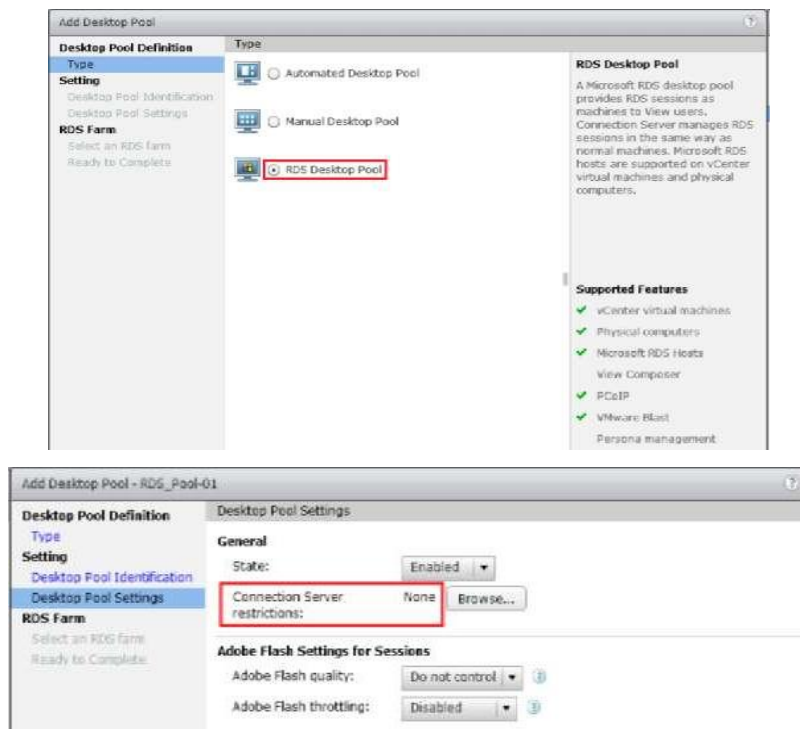 Add Desktop Pool
Desktop Pool Definition
Type
Setting
Desktop Pool Identification
Desktop Pool Settings
RDS Farm
Select an RDS farm
Ready to Complete
Type
Automated Desktop Pool
Manual Desktop Pool
RDS Desktop Pool
RDS Desktop Pool
A Microsoft RDS desktop pool
provides RDS sessions as
machines to View users.
Connection Server manages RDS
sessions in the same way as
normal machines. Microsoft RDS
hosts are supported on vCenter
virtual machines and physical
computers.
Supported Features
vCenter virtual machines
Physical computers
Microsoft RDS Hosts
View Composer
PCoIP
VMware Blast
Persona management
Add Desktop Pool - RDS_Pool-01
Desktop Pool Definition
Type
Setting
Desktop Pool Identification
Desktop Pool Settings
RDS Farm
Select an RDS farm
Ready to Complete
Desktop Pool Settings
General
State: Enabled
Connection Server None Browse...
restrictions:
Adobe Flash Settings for Sessions
Adobe Flash quality: Do not control
Adobe Flash throttling: Disabled